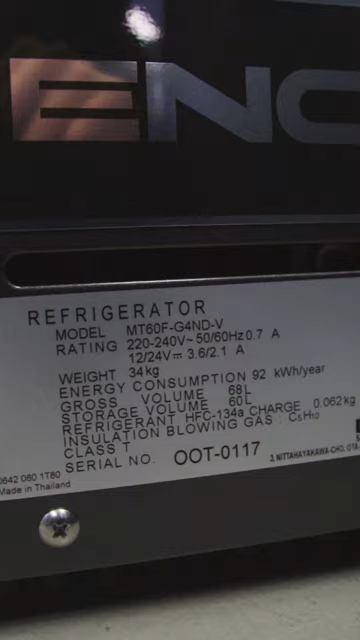 ENG
REFRIGERATOR
MODEL MT60F-G4ND-V
RATING 220-240V~50/60Hz 0.7 A
12/24V⎓ 3.6/2.1 A
WEIGHT 34kg
ENERGY CONSUMPTION 92 kWh/year
GROSS VOLUME 68L
STORAGE VOLUME 60L
REFRIGERANT HFC-134a CHARGE 0.062kg
INSULATION BLOWING GAS : C5H10
CLASS T
SERIAL NO. OOT-0117
0642 060 1T80
Made in Thailand
3, NITTAHAYAKAWA-CHO, OTA-